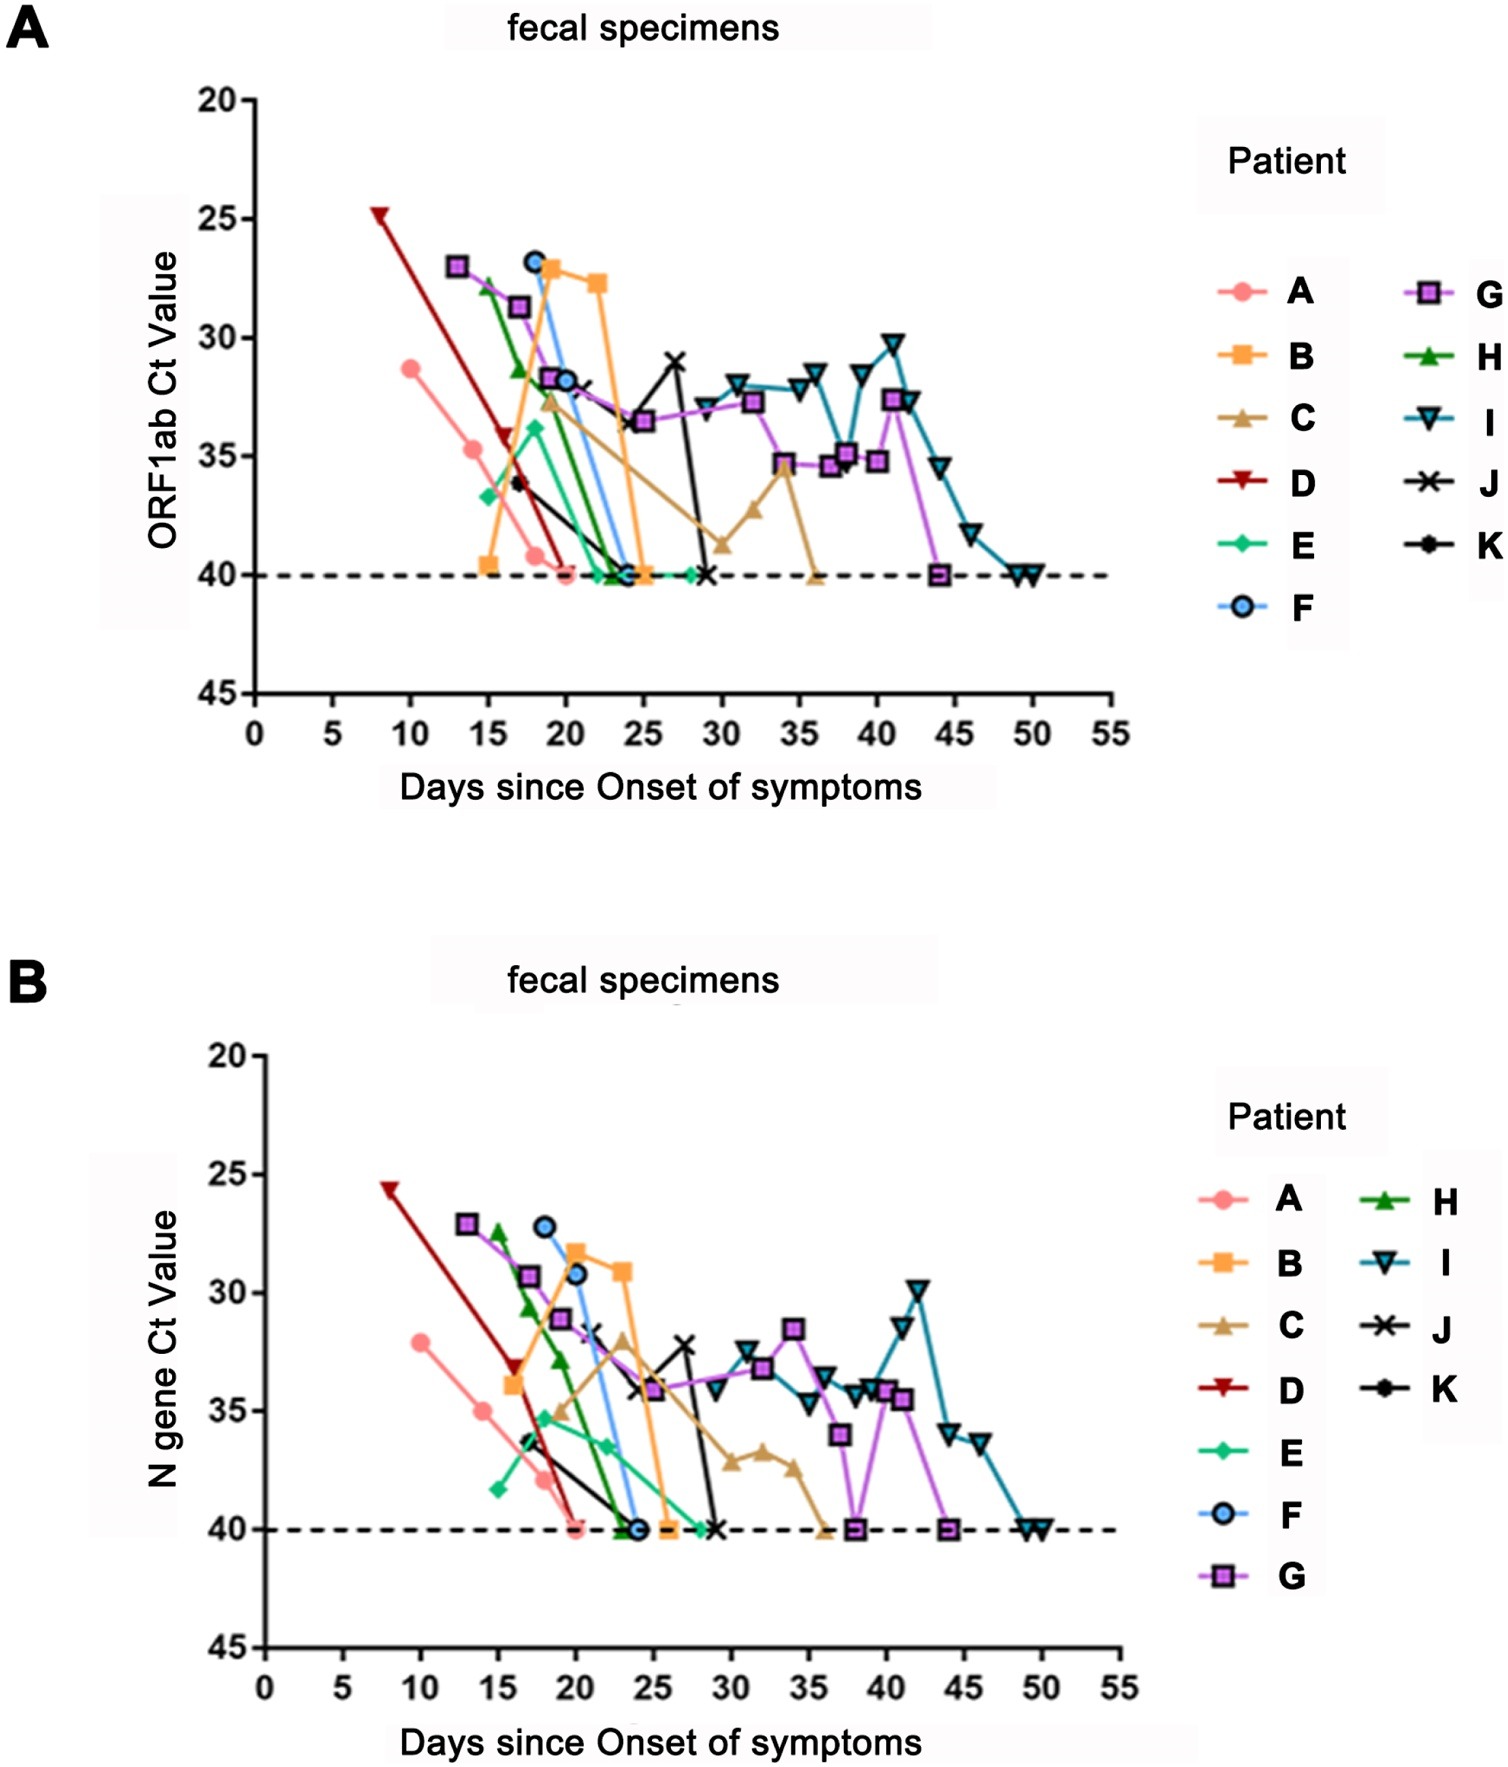 A
fecal specimens
20
25
30
35
40
45
ORF1ab Ct Value
0 5 10 15 20 25 30 35 40 45 50 55
Days since Onset of symptoms
Patient
A G
B H
C I
D J
E K
F
B
fecal specimens
20
25
30
35
40
45
N gene Ct Value
0 5 10 15 20 25 30 35 40 45 50 55
Days since Onset of symptoms
Patient
A H
B I
C J
D K
E
F
G